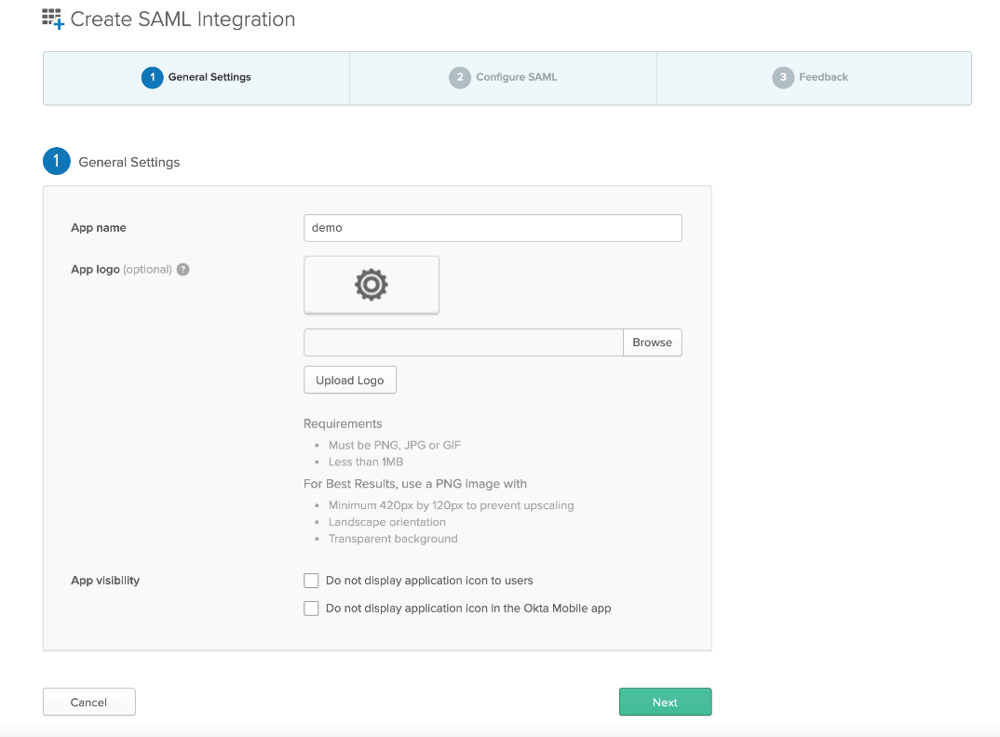 Create SAML Integration
1 General Settings
2 Configure SAML
3 Feedback
1 General Settings
App name
demo
App logo (optional) ?
Browse
Upload Logo
Requirements
• Must be PNG, JPG or GIF
• Less than 1MB
For Best Results, use a PNG image with
• Minimum 420px by 120px to prevent upscaling
• Landscape orientation
• Transparent background
App visibility
Do not display application icon to users
Do not display application icon in the Okta Mobile app
Cancel
Next